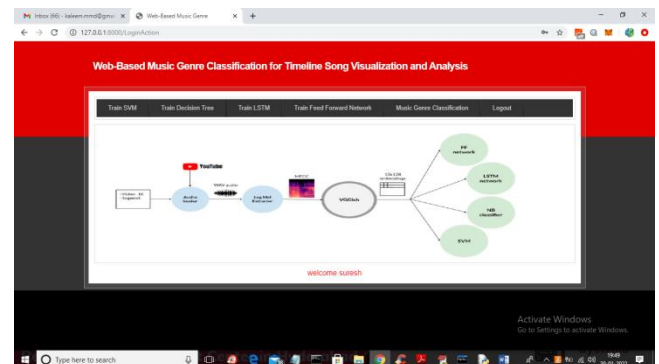 Inbox (66) - kaleem.mmd@gmai
Web-Based Music Genre
127.0.0.1:8000/LoginAction
Web-Based Music Genre Classification for Timeline Song Visualization and Analysis
Train SVM Train Decision Tree Train LSTM Train Feed Forward Network Music Genre Classification Logout
YouTube
FF
network
LSTM
network
NB
classifier
SVM
Audio
Log Mel
Extractor
VGGish
welcome suresh
Activate Windows
Go to Settings to activate Windows.
Type here to search
19:49